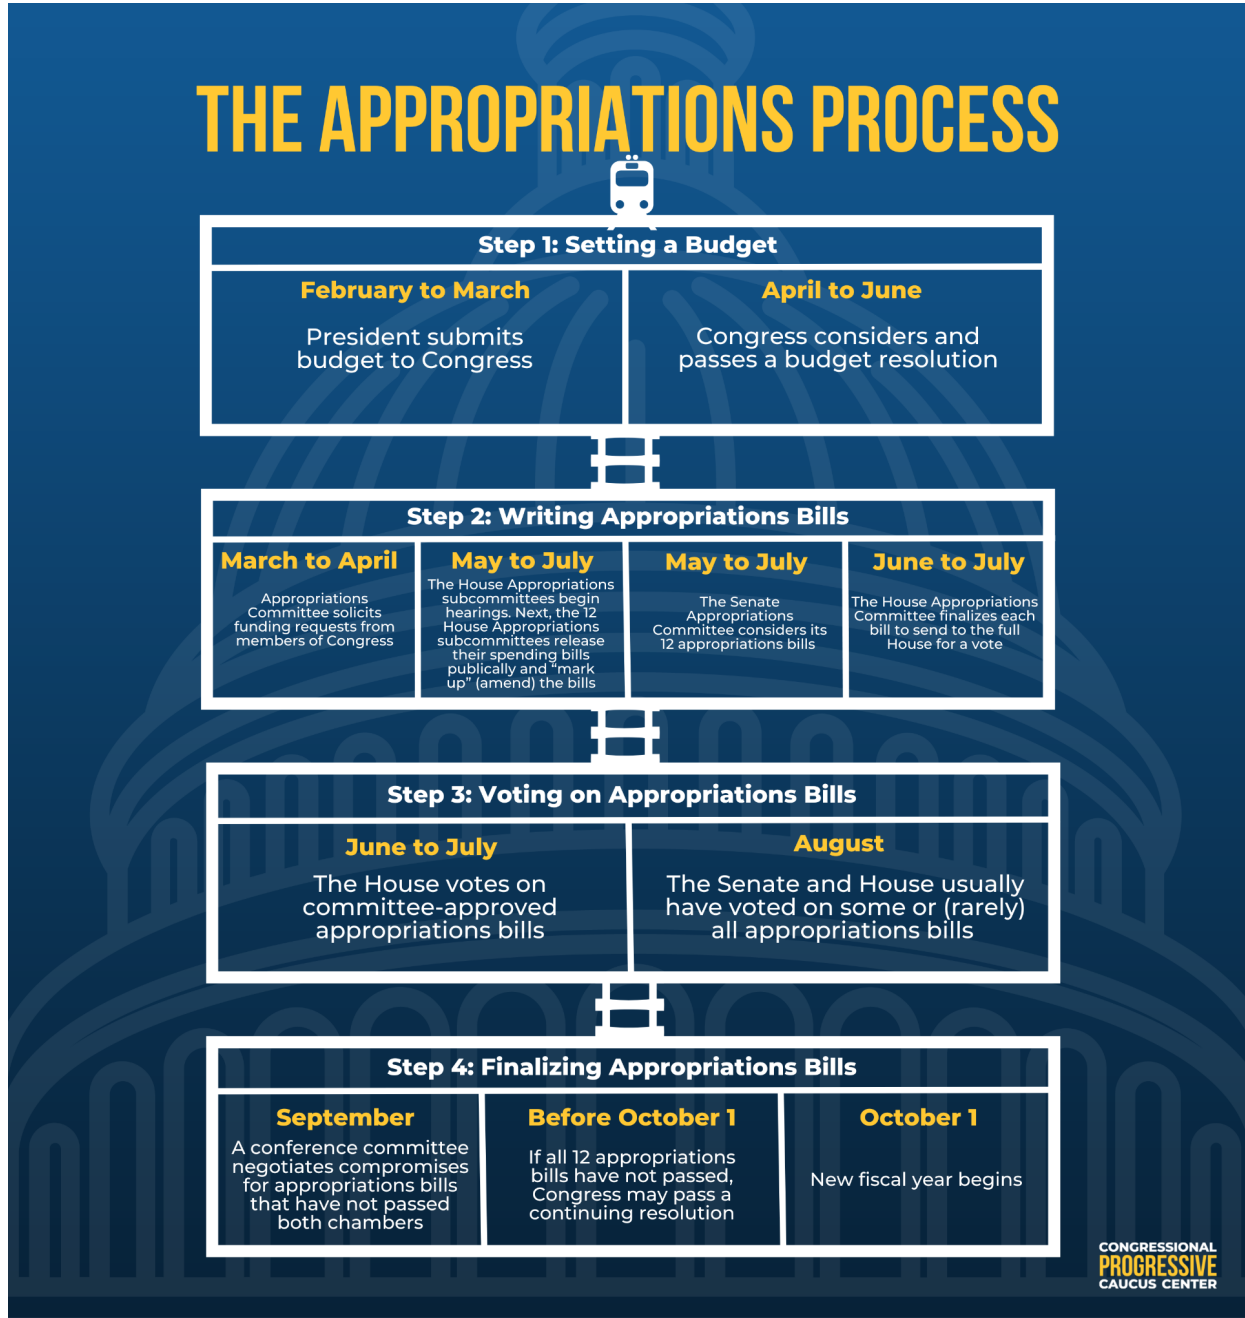 THE APPROPRIATIONS PROCESS
Step 1: Setting a Budget
February to March
President submits
budget to Congress
April to June
Congress considers and
passes a budget resolution
Step 2: Writing Appropriations Bills
March to April
Appropriations
Committee solicits
funding requests from
members of Congress
May to July
The House Appropriations
subcommittees begin
hearings. Next, the 12
House Appropriations
subcommittees release
their spending bills
publically and “mark
up” (amend) the bills
May to July
The Senate
Appropriations
Committee considers its
12 appropriations bills
June to July
The House Appropriations
Committee finalizes each
bill to send to the full
House for a vote
Step 3: Voting on Appropriations Bills
June to July
The House votes on
committee-approved
appropriations bills
August
The Senate and House usually
have voted on some or (rarely)
all appropriations bills
Step 4: Finalizing Appropriations Bills
September
A conference committee
negotiates compromises
for appropriations bills
that have not passed
both chambers
Before October 1
If all 12 appropriations
bills have not passed,
Congress may pass a
continuing resolution
October 1
New fiscal year begins
CONGRESSIONAL
PROGRESSIVE
CAUCUS CENTER